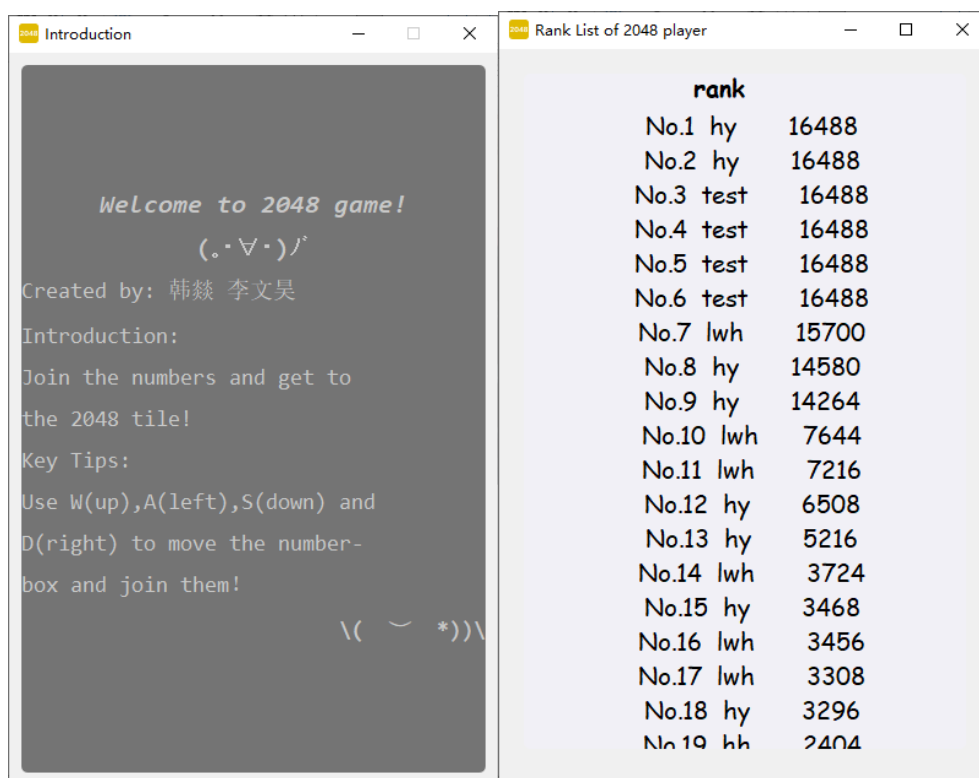 2048 Introduction
Welcome to 2048 game!
(｡･∀･)ﾉﾞ
Created by: 韩燚 李文昊
Introduction:
Join the numbers and get to
the 2048 tile!
Key Tips:
Use W(up),A(left),S(down) and
D(right) to move the number-
box and join them!
\(  ︶  *))\
2048 Rank List of 2048 player
rank
No.1 hy 16488
No.2 hy 16488
No.3 test 16488
No.4 test 16488
No.5 test 16488
No.6 test 16488
No.7 lwh 15700
No.8 hy 14580
No.9 hy 14264
No.10 lwh 7644
No.11 lwh 7216
No.12 hy 6508
No.13 hy 5216
No.14 lwh 3724
No.15 hy 3468
No.16 lwh 3456
No.17 lwh 3308
No.18 hy 3296
No.19 hh 2404